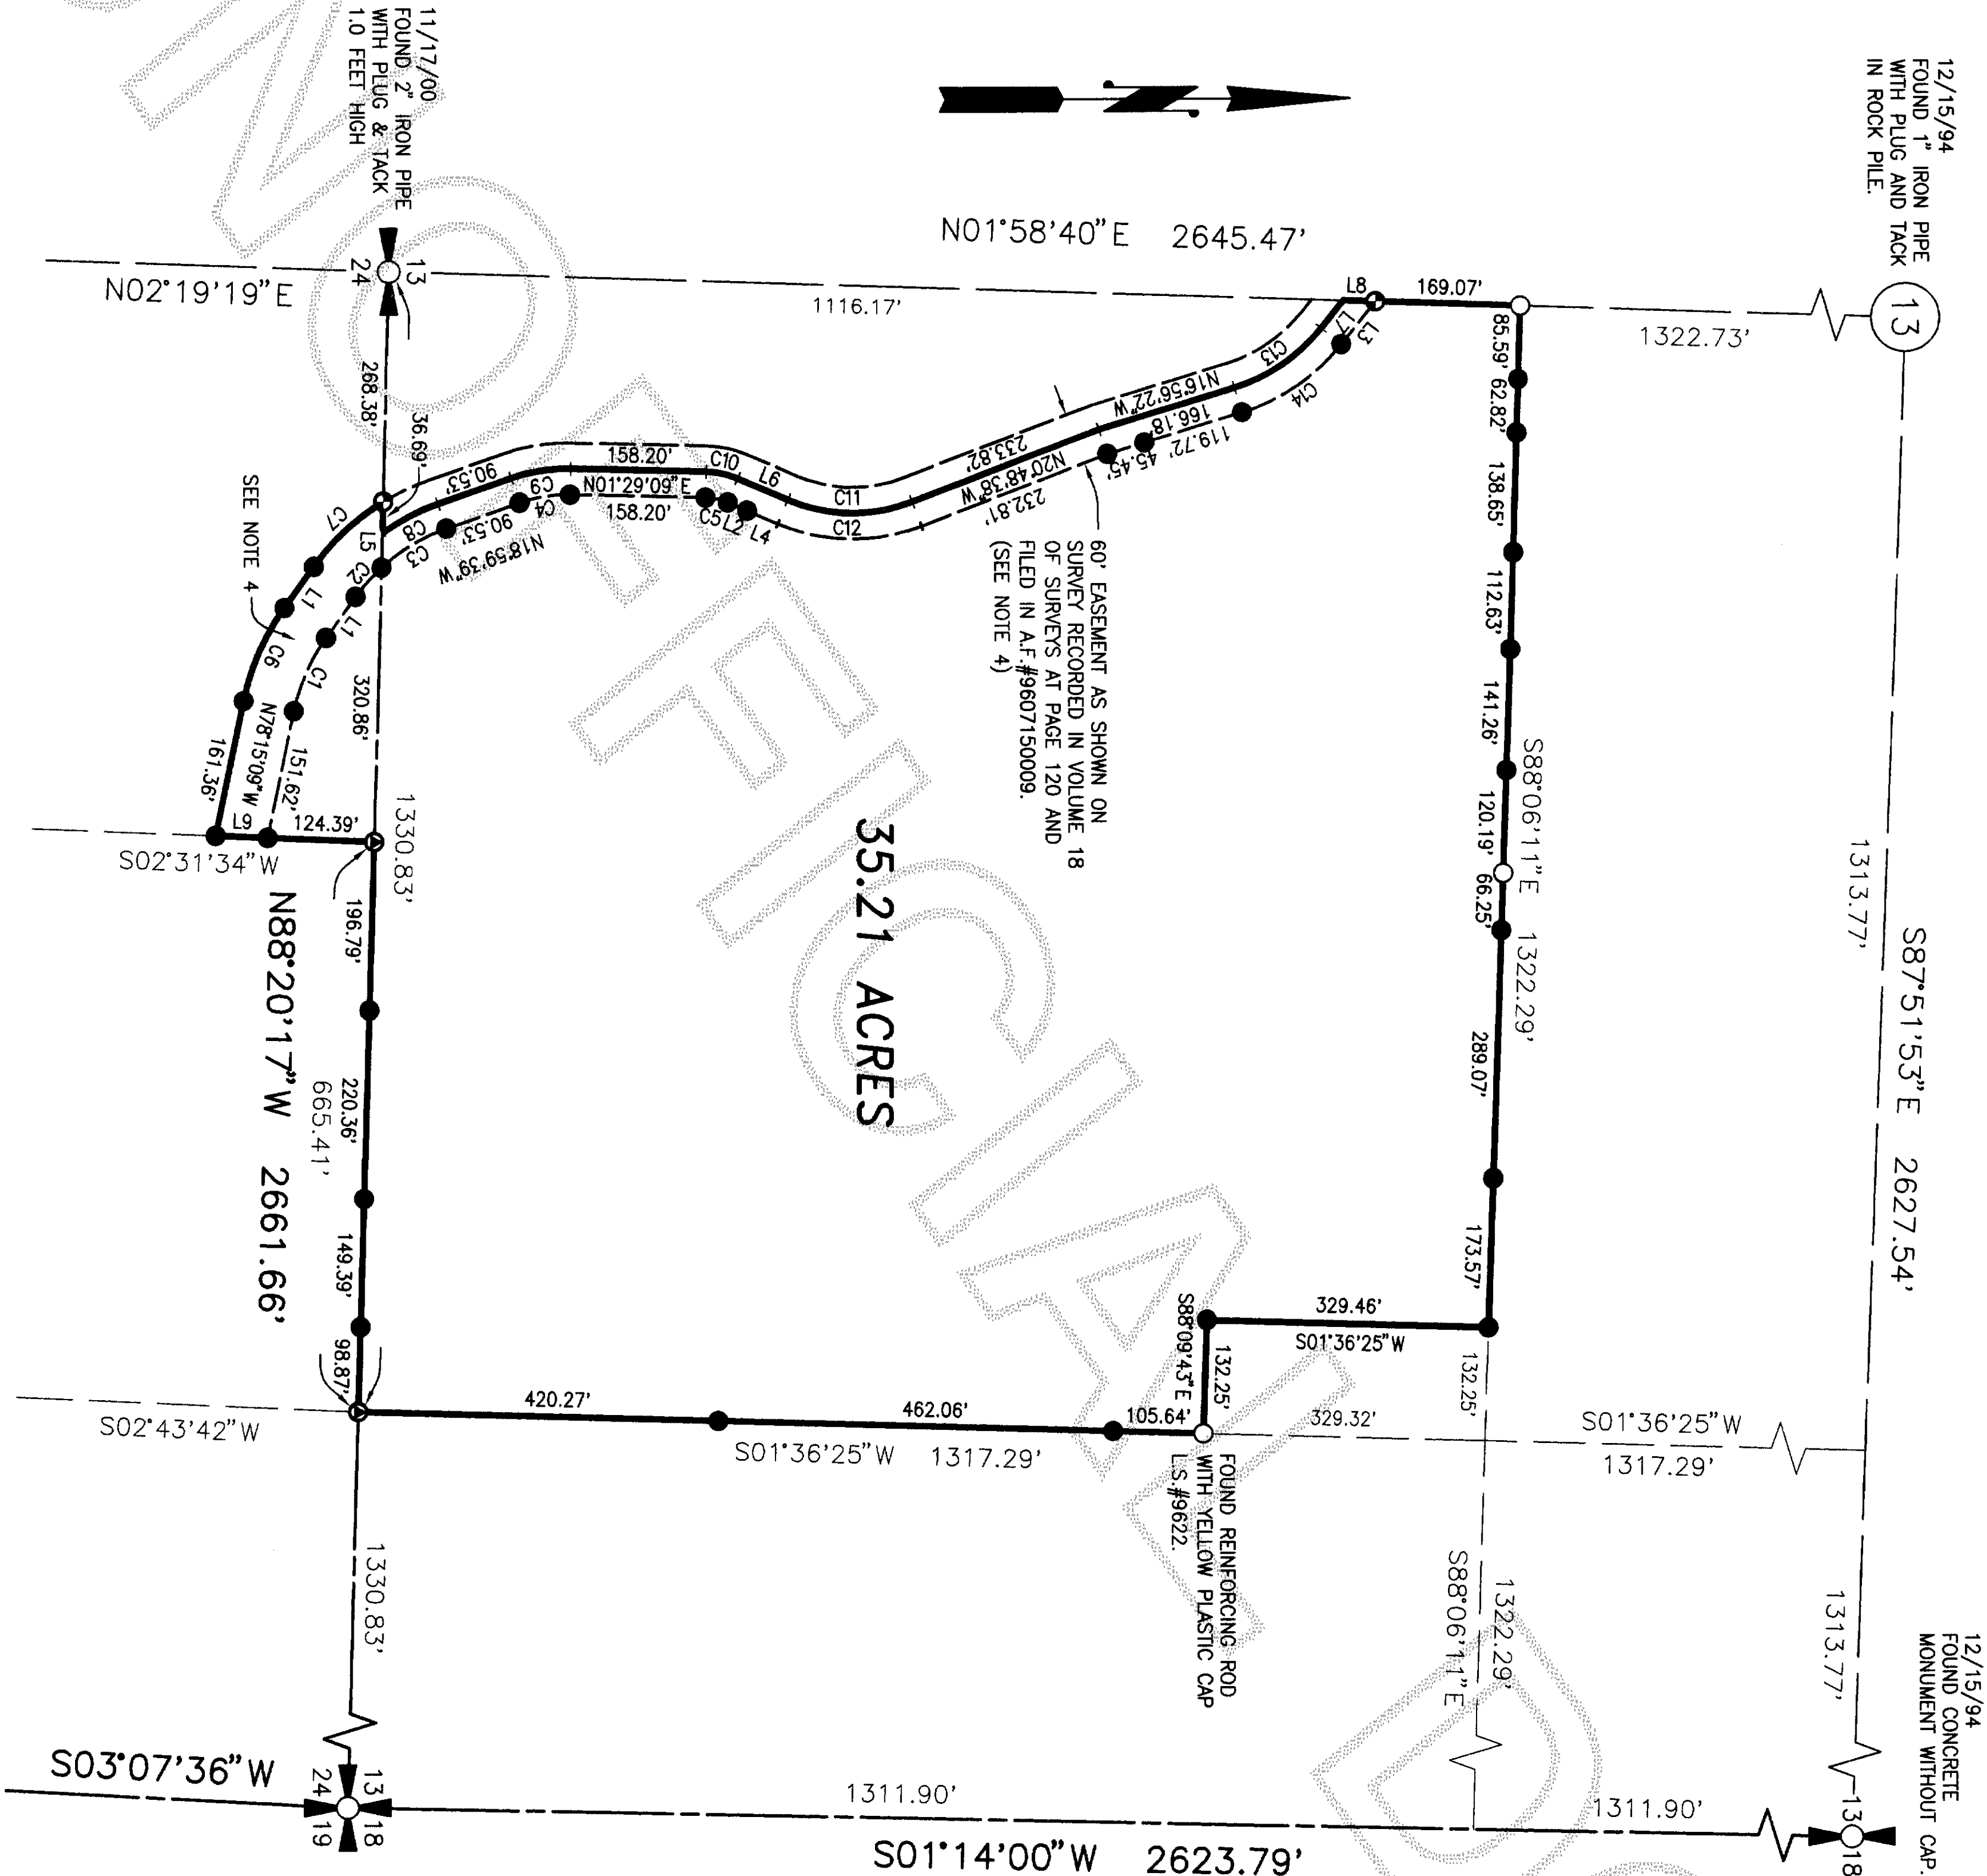 12/15/94
FOUND 1" IRON PIPE
WITH PLUG AND TACK
IN ROCK PILE.
11/17/00
FOUND 2" IRON PIPE
WITH PLUG & TACK
1.0 FEET HIGH
N01°58'40"E 2645.47'
13
24
N02°19'19"E
1116.17'
L8
169.07'
1322.73'
13
85.59'
62.82'
138.65'
112.63'
141.26'
120.19'
66.25'
289.07'
173.57'
S88°06'11"E 1322.29'
1313.77'
S87°51'53"E 2627.54'
L7
L3
C13
C14
N16°56'22"W
166.18'
119.72'
45.45'
233.82'
N20°48'38"W
232.81'
C11
C12
L6
C10
158.20'
N01°29'09"E
158.20'
C5
L2
L4
90.53'
C9
C4
90.53'
N18°59'39"W
C8
C3
268.38'
36.69'
L5
C2
C7
L1
L1
C6
C1
SEE NOTE 4
320.86'
N78°15'09"W
161.36'
151.62'
L9
124.39'
S02°31'34"W
1330.83'
196.79'
60' EASEMENT AS SHOWN ON
SURVEY RECORDED IN VOLUME 18
OF SURVEYS AT PAGE 120 AND
FILED IN A.F.#9607150009.
(SEE NOTE 4)
35.21 ACRES
N88°20'17"W 2661.66'
220.36'
665.41'
149.39'
98.87'
S02°43'42"W
420.27'
462.06'
105.64'
S01°36'25"W 1317.29'
S88°09'43"E
132.25'
329.46'
S01°36'25"W
132.25'
329.32'
S01°36'25"W
1317.29'
FOUND REINFORCING ROD
WITH YELLOW PLASTIC CAP
L.S.#9622.
1330.83'
1322.29'
S88°06'11"E
1313.77'
12/15/94
FOUND CONCRETE
MONUMENT WITHOUT CAP.
S03°07'36"W
13
18
24
19
1311.90'
1311.90'
13
18
S01°14'00"W 2623.79'
UNOFFICIAL
D